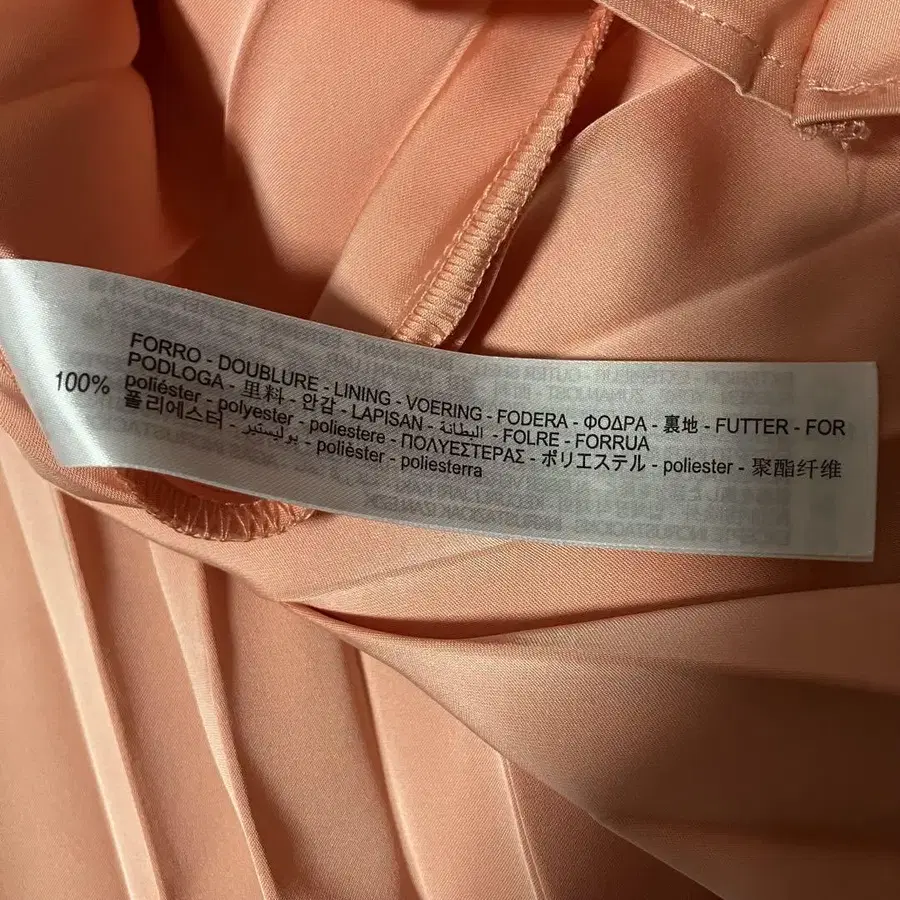 FORRO - DOUBLURE - LINING - VOERING - FODERA - ΦΟΔΡΑ - 裏地 - FUTTER - FOR
PODLOGA - 里料 - 안감 - LAPISAN - البطانة - FOLRE - FORRUA
100% poliéster - polyester - poliestere - ΠΟΛΥΕΣΤΕΡΑΣ - ポリエステル - poliester - 聚酯纤维
폴리에스터 - بوليستير - polièster - poliesterra